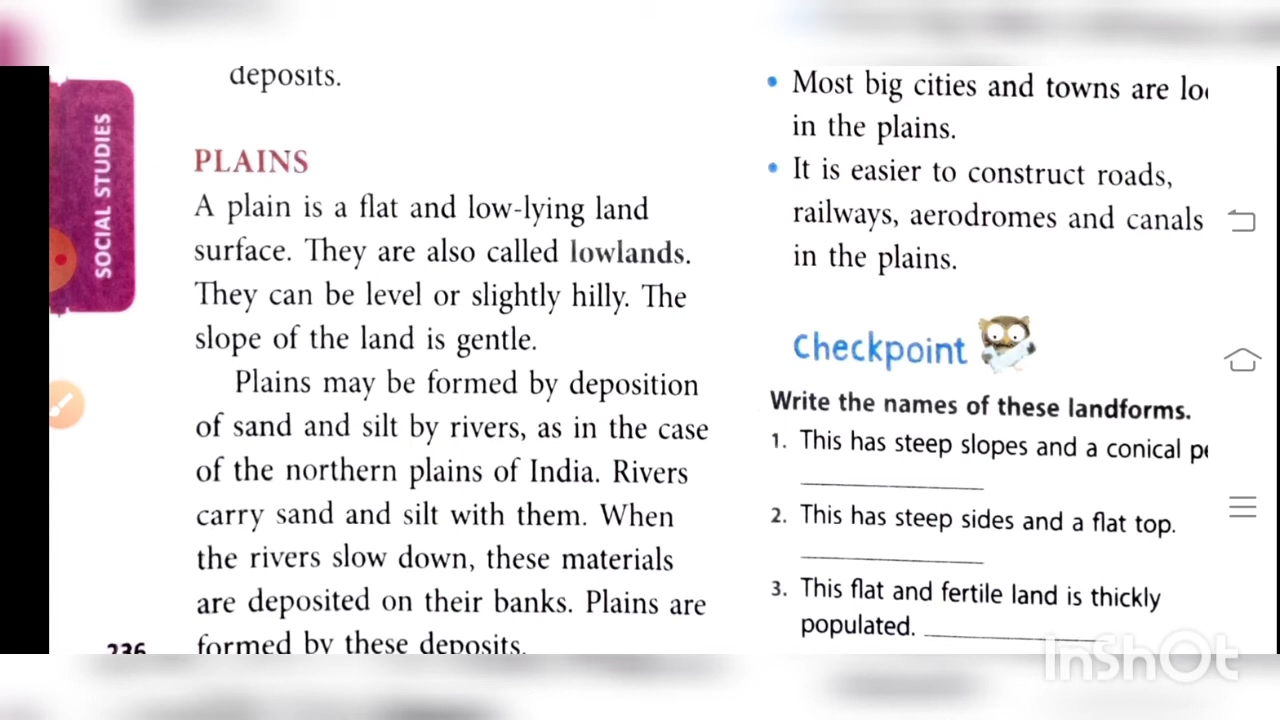 SOCIAL STUDIES
deposits.
PLAINS
A plain is a flat and low-lying land
surface. They are also called lowlands.
They can be level or slightly hilly. The
slope of the land is gentle.
Plains may be formed by deposition
of sand and silt by rivers, as in the case
of the northern plains of India. Rivers
carry sand and silt with them. When
the rivers slow down, these materials
are deposited on their banks. Plains are
formed by these deposits.
236
• Most big cities and towns are
in the plains.
• It is easier to construct roads,
railways, aerodromes and canals
in the plains.
Checkpoint
Write the names of these landforms.
1. This has steep slopes and a conical
2. This has steep sides and a flat top.
3. This flat and fertile land is thickly
populated.
InShOt